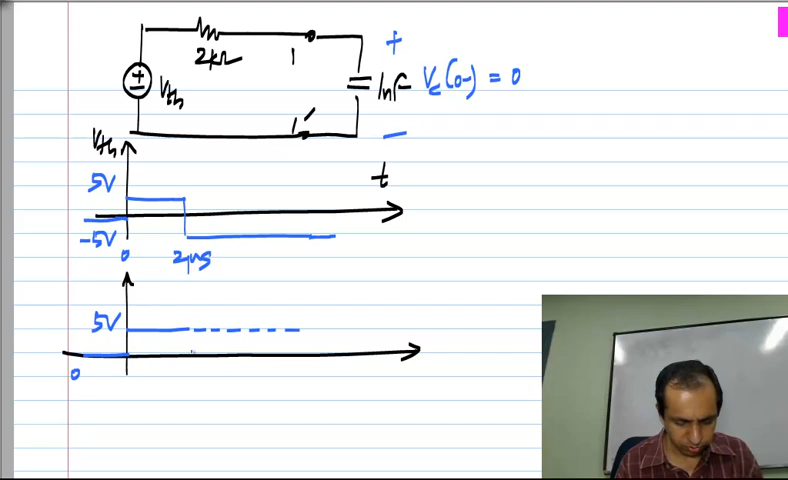 2kΩ
1
+
Vth
1nF Vc(0-) = 0
1'
-
Vth
t
5V
-5V
0
2μs
5V
0